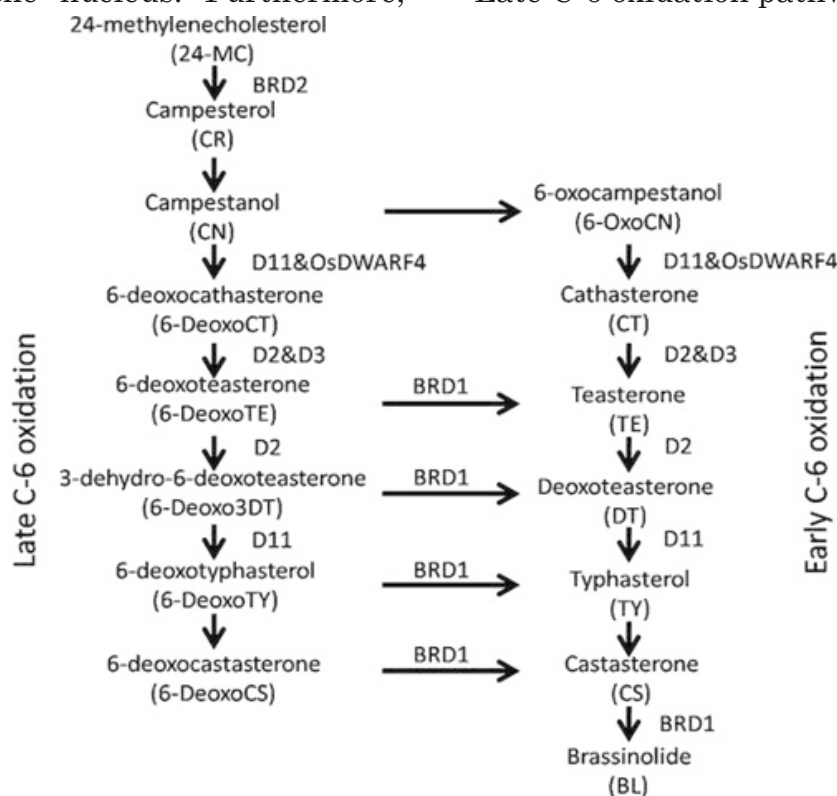 the nucleus. Furthermore,
Late C-6 oxidation
24-methylenecholesterol
(24-MC)
BRD2
Campesterol
(CR)
Campestanol
(CN)
D11&OsDWARF4
6-deoxocathasterone
(6-DeoxoCT)
D2&D3
6-deoxoteasterone
(6-DeoxoTE)
D2
3-dehydro-6-deoxoteasterone
(6-Deoxo3DT)
D11
6-deoxotyphasterol
(6-DeoxoTY)
6-deoxocastasterone
(6-DeoxoCS)
BRD1
BRD1
BRD1
BRD1
6-oxocampestanol
(6-OxoCN)
D11&OsDWARF4
Cathasterone
(CT)
D2&D3
Teasterone
(TE)
D2
Deoxoteasterone
(DT)
D11
Typhasterol
(TY)
Castasterone
(CS)
BRD1
Brassinolide
(BL)
Early C-6 oxidation